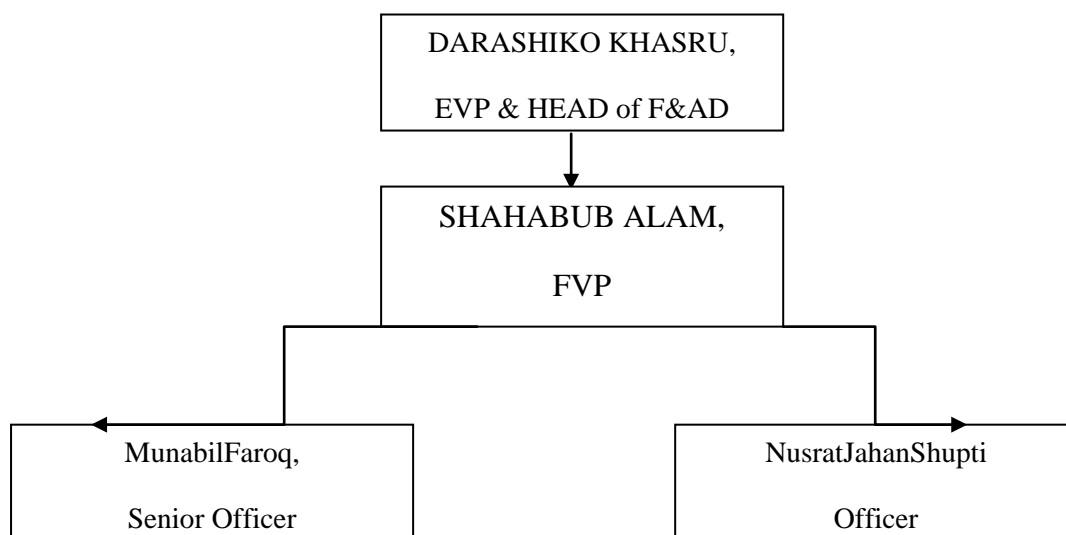 DARASHIKO KHASRU,
EVP & HEAD of F&AD
SHAHABUB ALAM,
FVP
MunabilFaroq,
Senior Officer
NusratJahanShupti
Officer